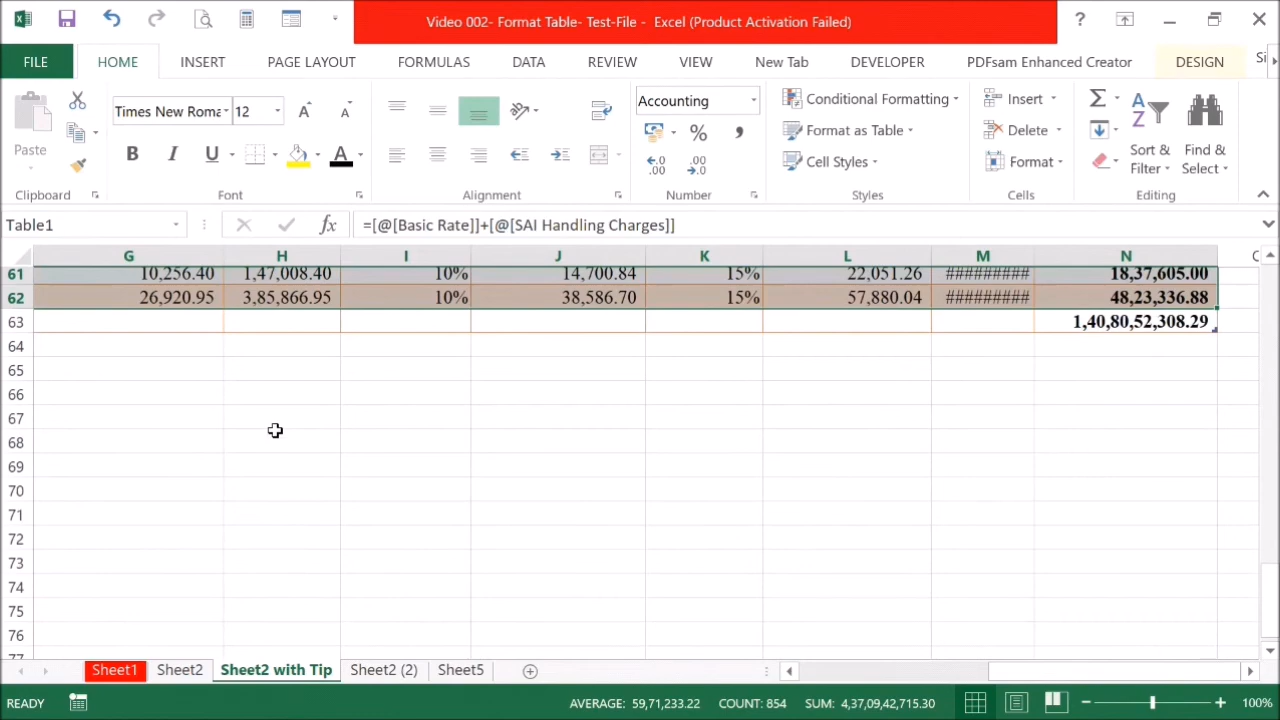 Video 002- Format Table- Test-File - Excel (Product Activation Failed)
FILE HOME INSERT PAGE LAYOUT FORMULAS DATA REVIEW VIEW New Tab DEVELOPER PDFsam Enhanced Creator DESIGN Si
Paste
Clipboard
Times New Roma 12
B I U A
Font
Alignment
Accounting
%
Number
Conditional Formatting
Format as Table
Cell Styles
Styles
Insert
Delete
Format
Cells
Sort & Filter
Find & Select
Editing
Table1 fx =[@[Basic Rate]]+[@[SAI Handling Charges]]
G H I J K L M N
61 10,256.40 1,47,008.40 10% 14,700.84 15% 22,051.26 ######### 18,37,605.00
62 26,920.95 3,85,866.95 10% 38,586.70 15% 57,880.04 ######### 48,23,336.88
63 1,40,80,52,308.29
64
65
66
67
68
69
70
71
72
73
74
75
76
77
Sheet1 Sheet2 Sheet2 with Tip Sheet2 (2) Sheet5
READY AVERAGE: 59,71,233.22 COUNT: 854 SUM: 4,37,09,42,715.30 100%